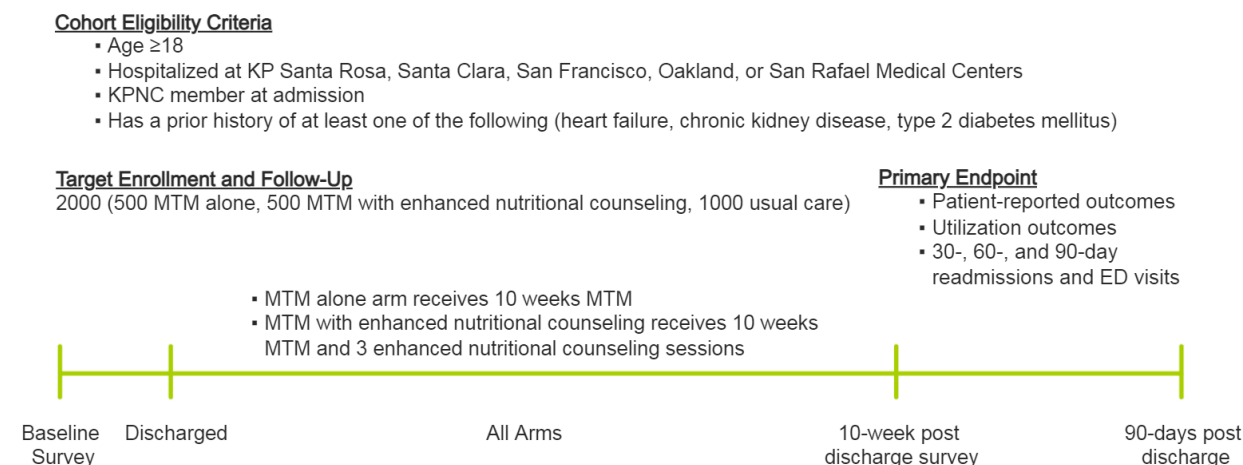 Cohort Eligibility Criteria
▪ Age ≥18
▪ Hospitalized at KP Santa Rosa, Santa Clara, San Francisco, Oakland, or San Rafael Medical Centers
▪ KPNC member at admission
▪ Has a prior history of at least one of the following (heart failure, chronic kidney disease, type 2 diabetes mellitus)
Target Enrollment and Follow-Up
2000 (500 MTM alone, 500 MTM with enhanced nutritional counseling, 1000 usual care)
Primary Endpoint
▪ Patient-reported outcomes
▪ Utilization outcomes
▪ 30-, 60-, and 90-day
readmissions and ED visits
▪ MTM alone arm receives 10 weeks MTM
▪ MTM with enhanced nutritional counseling receives 10 weeks
MTM and 3 enhanced nutritional counseling sessions
Baseline
Survey
Discharged
All Arms
10-week post
discharge survey
90-days post
discharge